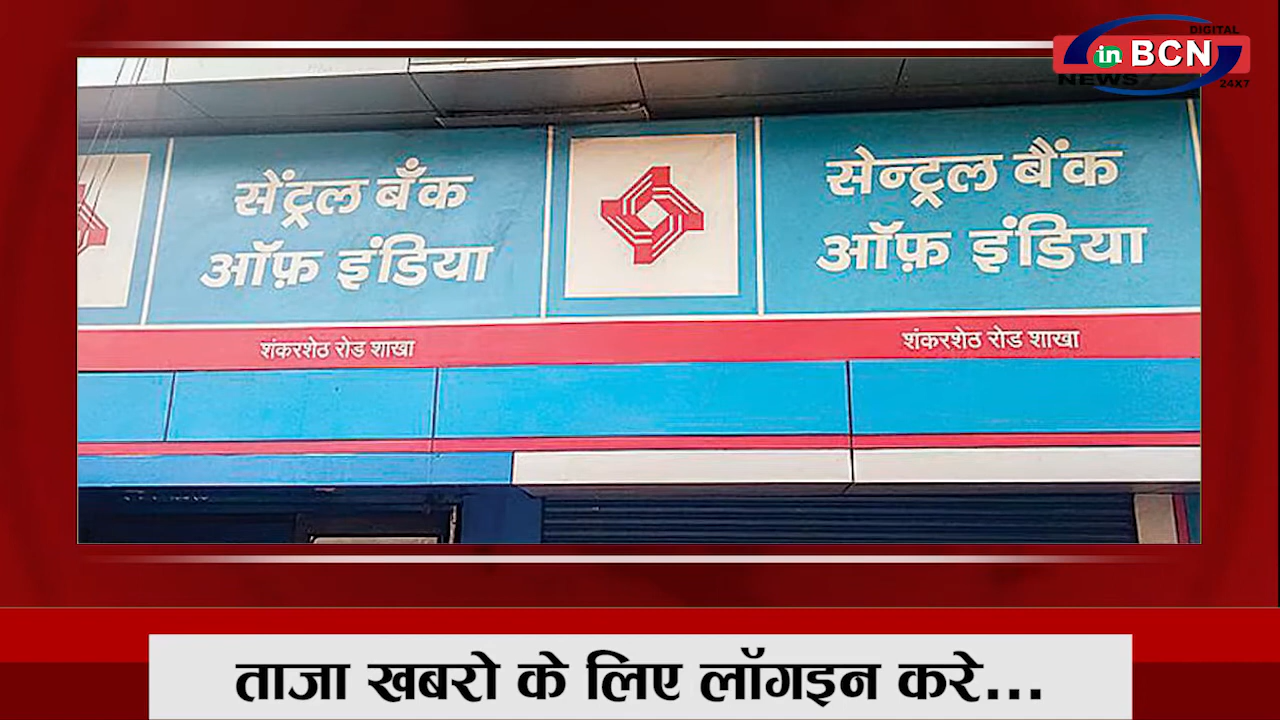 DIGITAL
in BCN
NEWS 24X7
सेंट्रल बँक
ऑफ़ इंडिया
सेन्ट्रल बैंक
ऑफ़ इंडिया
शंकरशेठ रोड शाखा
शंकरशेठ रोड शाखा
ताजा खबरो के लिए लॉगइन करे...